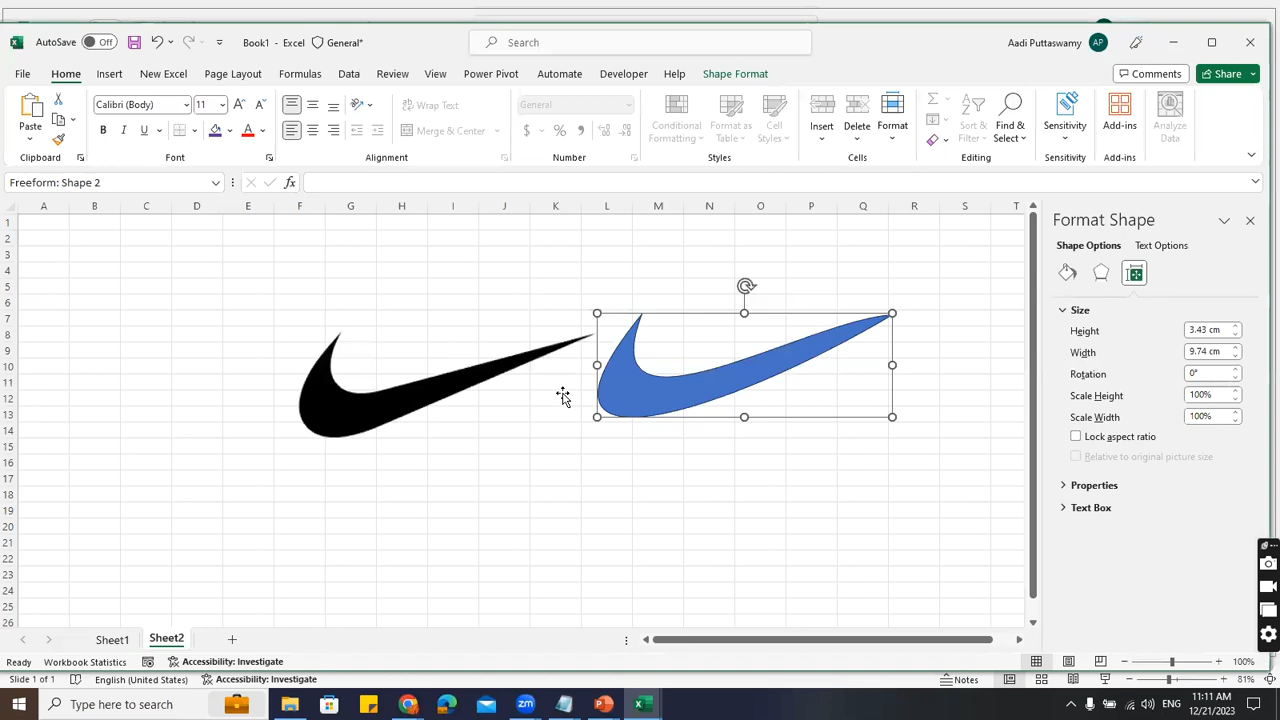 AutoSave Off Book1 - Excel General* Search Aadi Puttaswamy AP
File Home Insert New Excel Page Layout Formulas Data Review View Power Pivot Automate Developer Help Shape Format Comments Share
Paste Calibri (Body) 11 Wrap Text General Conditional Formatting Format as Table Cell Styles Insert Delete Format Sort & Filter Find & Select Sensitivity Add-ins Analyze Data
B I U A Merge & Center $ % 9
Clipboard Font Alignment Number Styles Cells Editing Sensitivity Add-ins
Freeform: Shape 2 fx
A B C D E F G H I J K L M N O P Q R S T
1
2
3
4
5
6
7
8
9
10
11
12
13
14
15
16
17
18
19
20
21
22
23
24
25
26
Format Shape
Shape Options Text Options
Size
Height 3.43 cm
Width 9.74 cm
Rotation 0°
Scale Height 100%
Scale Width 100%
Lock aspect ratio
Relative to original picture size
Properties
Text Box
Sheet1 Sheet2
Ready Workbook Statistics Accessibility: Investigate 100%
Slide 1 of 1 English (United States) Accessibility: Investigate Notes 81%
Type here to search zm ENG 11:11 AM
12/21/2023